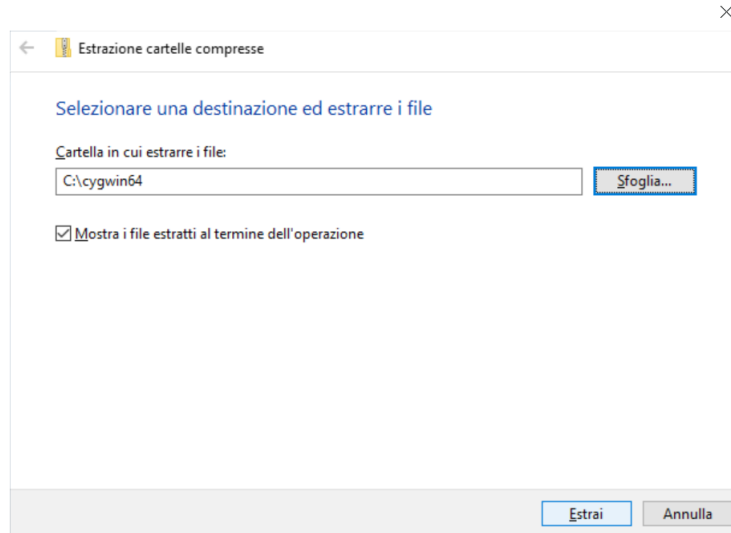 Estrazione cartelle compresse
Selezionare una destinazione ed estrarre i file
Cartella in cui estrarre i file:
C:\cygwin64
Sfoglia...
Mostra i file estratti al termine dell'operazione
Estrai
Annulla